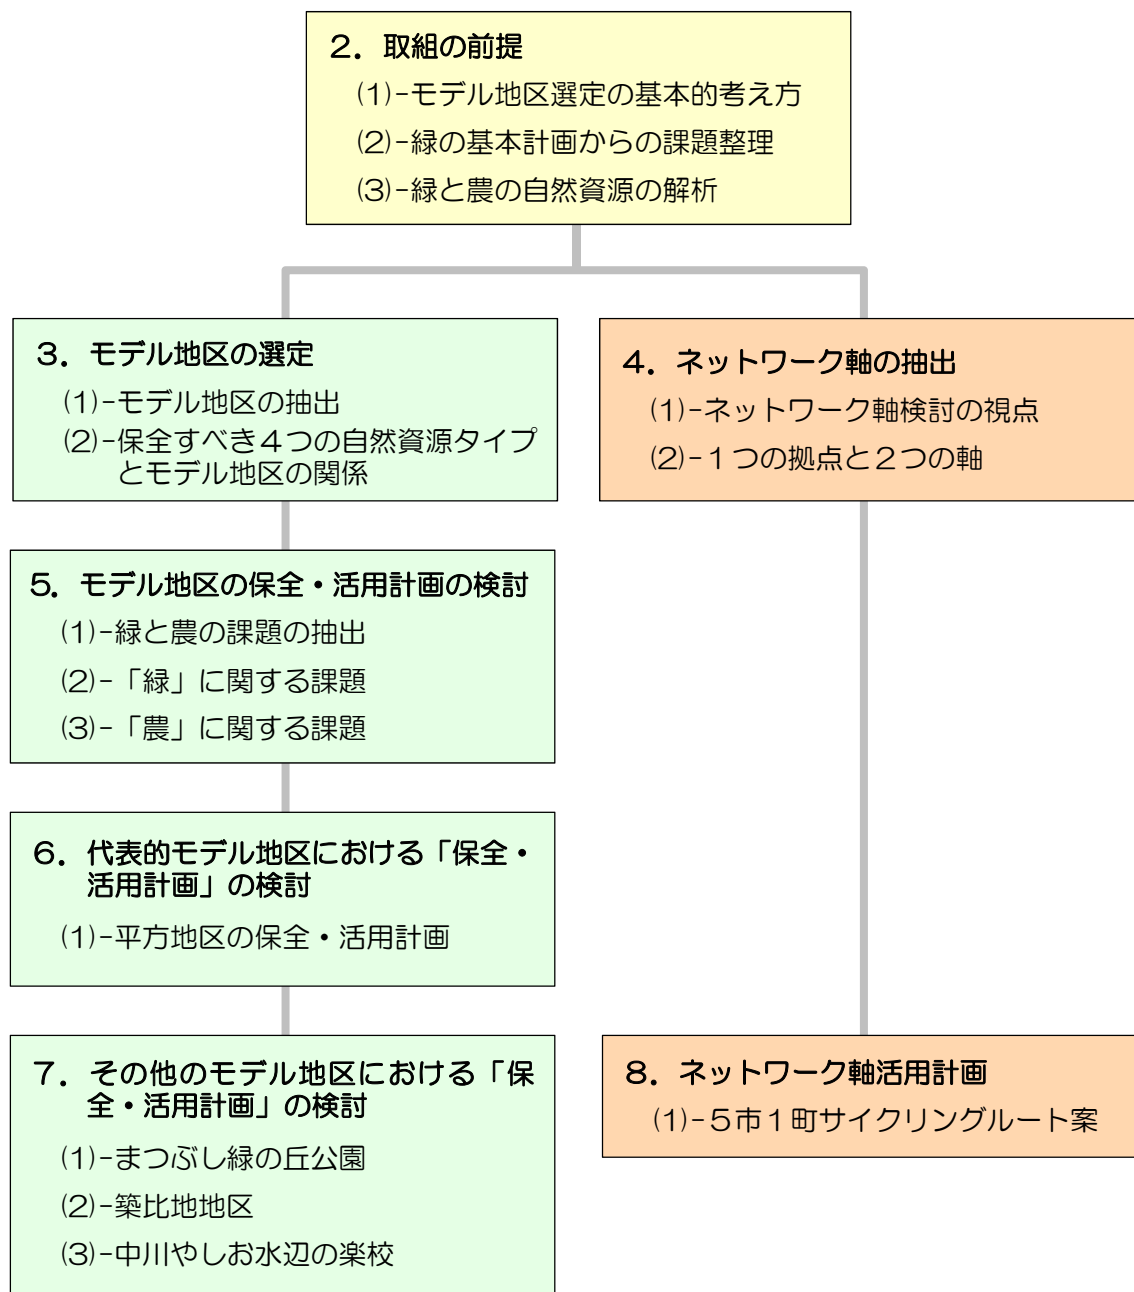 ２．取組の前提
(1)-モデル地区選定の基本的考え方
(2)-緑の基本計画からの課題整理
(3)-緑と農の自然資源の解析
３．モデル地区の選定
(1)-モデル地区の抽出
(2)-保全すべき４つの自然資源タイプ
とモデル地区の関係
４．ネットワーク軸の抽出
(1)-ネットワーク軸検討の視点
(2)-１つの拠点と２つの軸
５．モデル地区の保全・活用計画の検討
(1)-緑と農の課題の抽出
(2)-「緑」に関する課題
(3)-「農」に関する課題
６．代表的モデル地区における「保全・
活用計画」の検討
(1)-平方地区の保全・活用計画
７．その他のモデル地区における「保
全・活用計画」の検討
(1)-まつぶし緑の丘公園
(2)-築比地地区
(3)-中川やしお水辺の楽校
８．ネットワーク軸活用計画
(1)-５市１町サイクリングルート案